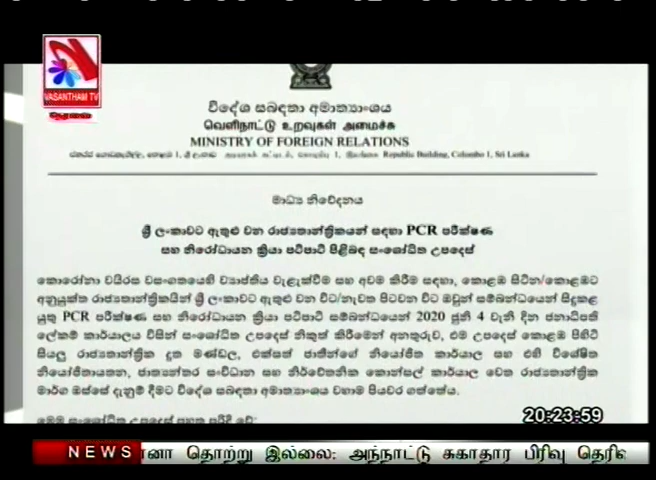 VASANTHAM TV
විදේශ සබඳතා අමාත්‍යාංශය
வெளிநாட்டு உறவுகள் அமைச்சு
MINISTRY OF FOREIGN RELATIONS
Republic Building, Colombo 1, Sri Lanka
මාධ්‍ය නිවේදනය
ශ්‍රී ලංකාවට ඇතුළු වන රාජ්‍යතාන්ත්‍රිකයන් සඳහා PCR පරීක්ෂණ
සහ නිරෝධායන ක්‍රියා පටිපාටි පිළිබඳ සංශෝධිත උපදෙස්
කොරෝනා වයිරස වසංගතයෙහි ව්‍යාප්තිය වැළැක්වීම සහ අවම කිරීම සඳහා, කොළඹ සිටින/කොළඹට
අනුයුක්ත රාජ්‍යතාන්ත්‍රිකයින් ශ්‍රී ලංකාවට ඇතුළු වන විට/නැවත පිටවන විට ඔවුන් සම්බන්ධයෙන් සිදුකළ
යුතු PCR පරීක්ෂණ සහ නිරෝධායන ක්‍රියා පටිපාටි සම්බන්ධයෙන් 2020 ජුනි 4 වැනි දින ජනාධිපති
ලේකම් කාර්යාලය විසින් සංශෝධිත උපදෙස් නිකුත් කිරීමෙන් අනතුරුව, එම උපදෙස් කොළඹ පිහිටි
සියලු රාජ්‍යතාන්ත්‍රික දූත මණ්ඩල, එක්සත් ජාතීන්ගේ නියෝජිත කාර්යාල සහ එහි විශේෂිත
නියෝජිතායතන, ජාත්‍යන්තර සංවිධාන සහ නිර්වේතනික කොන්සල් කාර්යාල වෙත රාජ්‍යතාන්ත්‍රික
මාර්ග ඔස්සේ දැනුම් දීමට විදේශ සබඳතා අමාත්‍යාංශය වහාම පියවර ගත්තේය.
මෙම සංශෝධිත උපදෙස් පහත පරිදි වේ:
20:23:59
NEWS தொற்று இல்லை: அந்நாட்டு சுகாதார பிரிவு